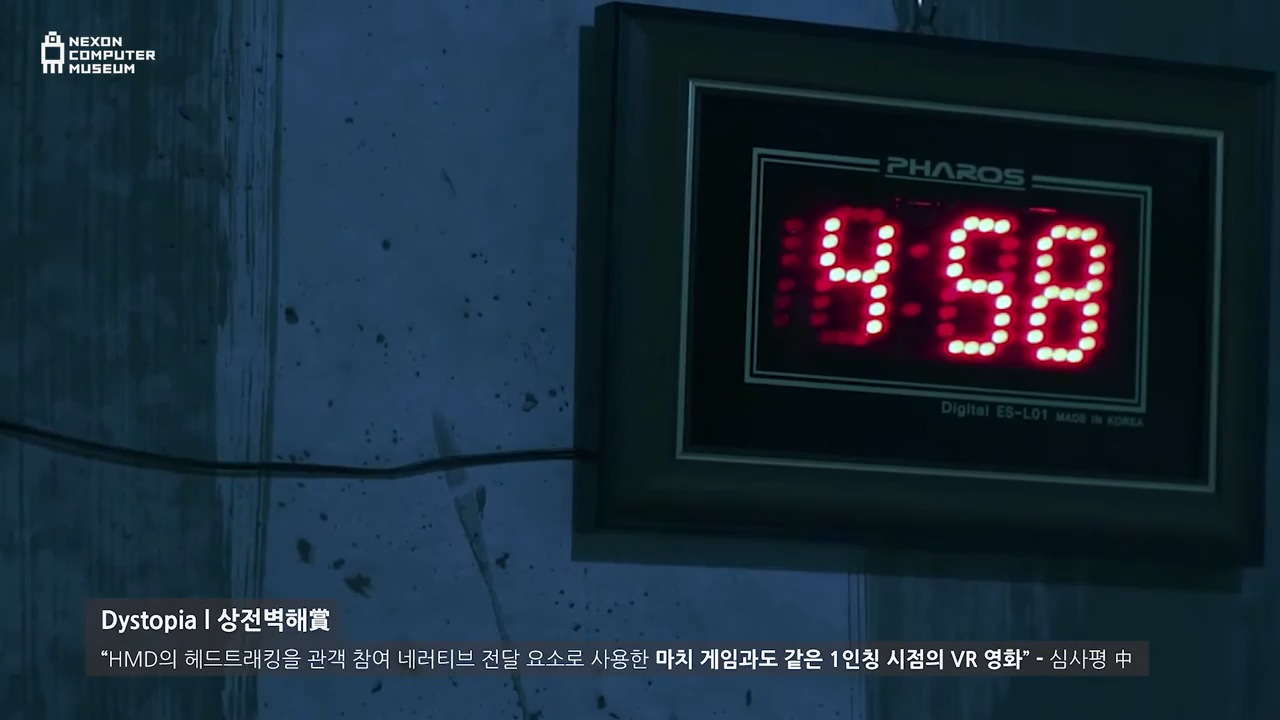 NEXON
COMPUTER
MUSEUM
PHAROS
4:58
Digital ES-L01 MADE IN KOREA
Dystopia l 상전벽해賞
“HMD의 헤드트래킹을 관객 참여 네러티브 전달 요소로 사용한 마치 게임과도 같은 1인칭 시점의 VR 영화” - 심사평 中